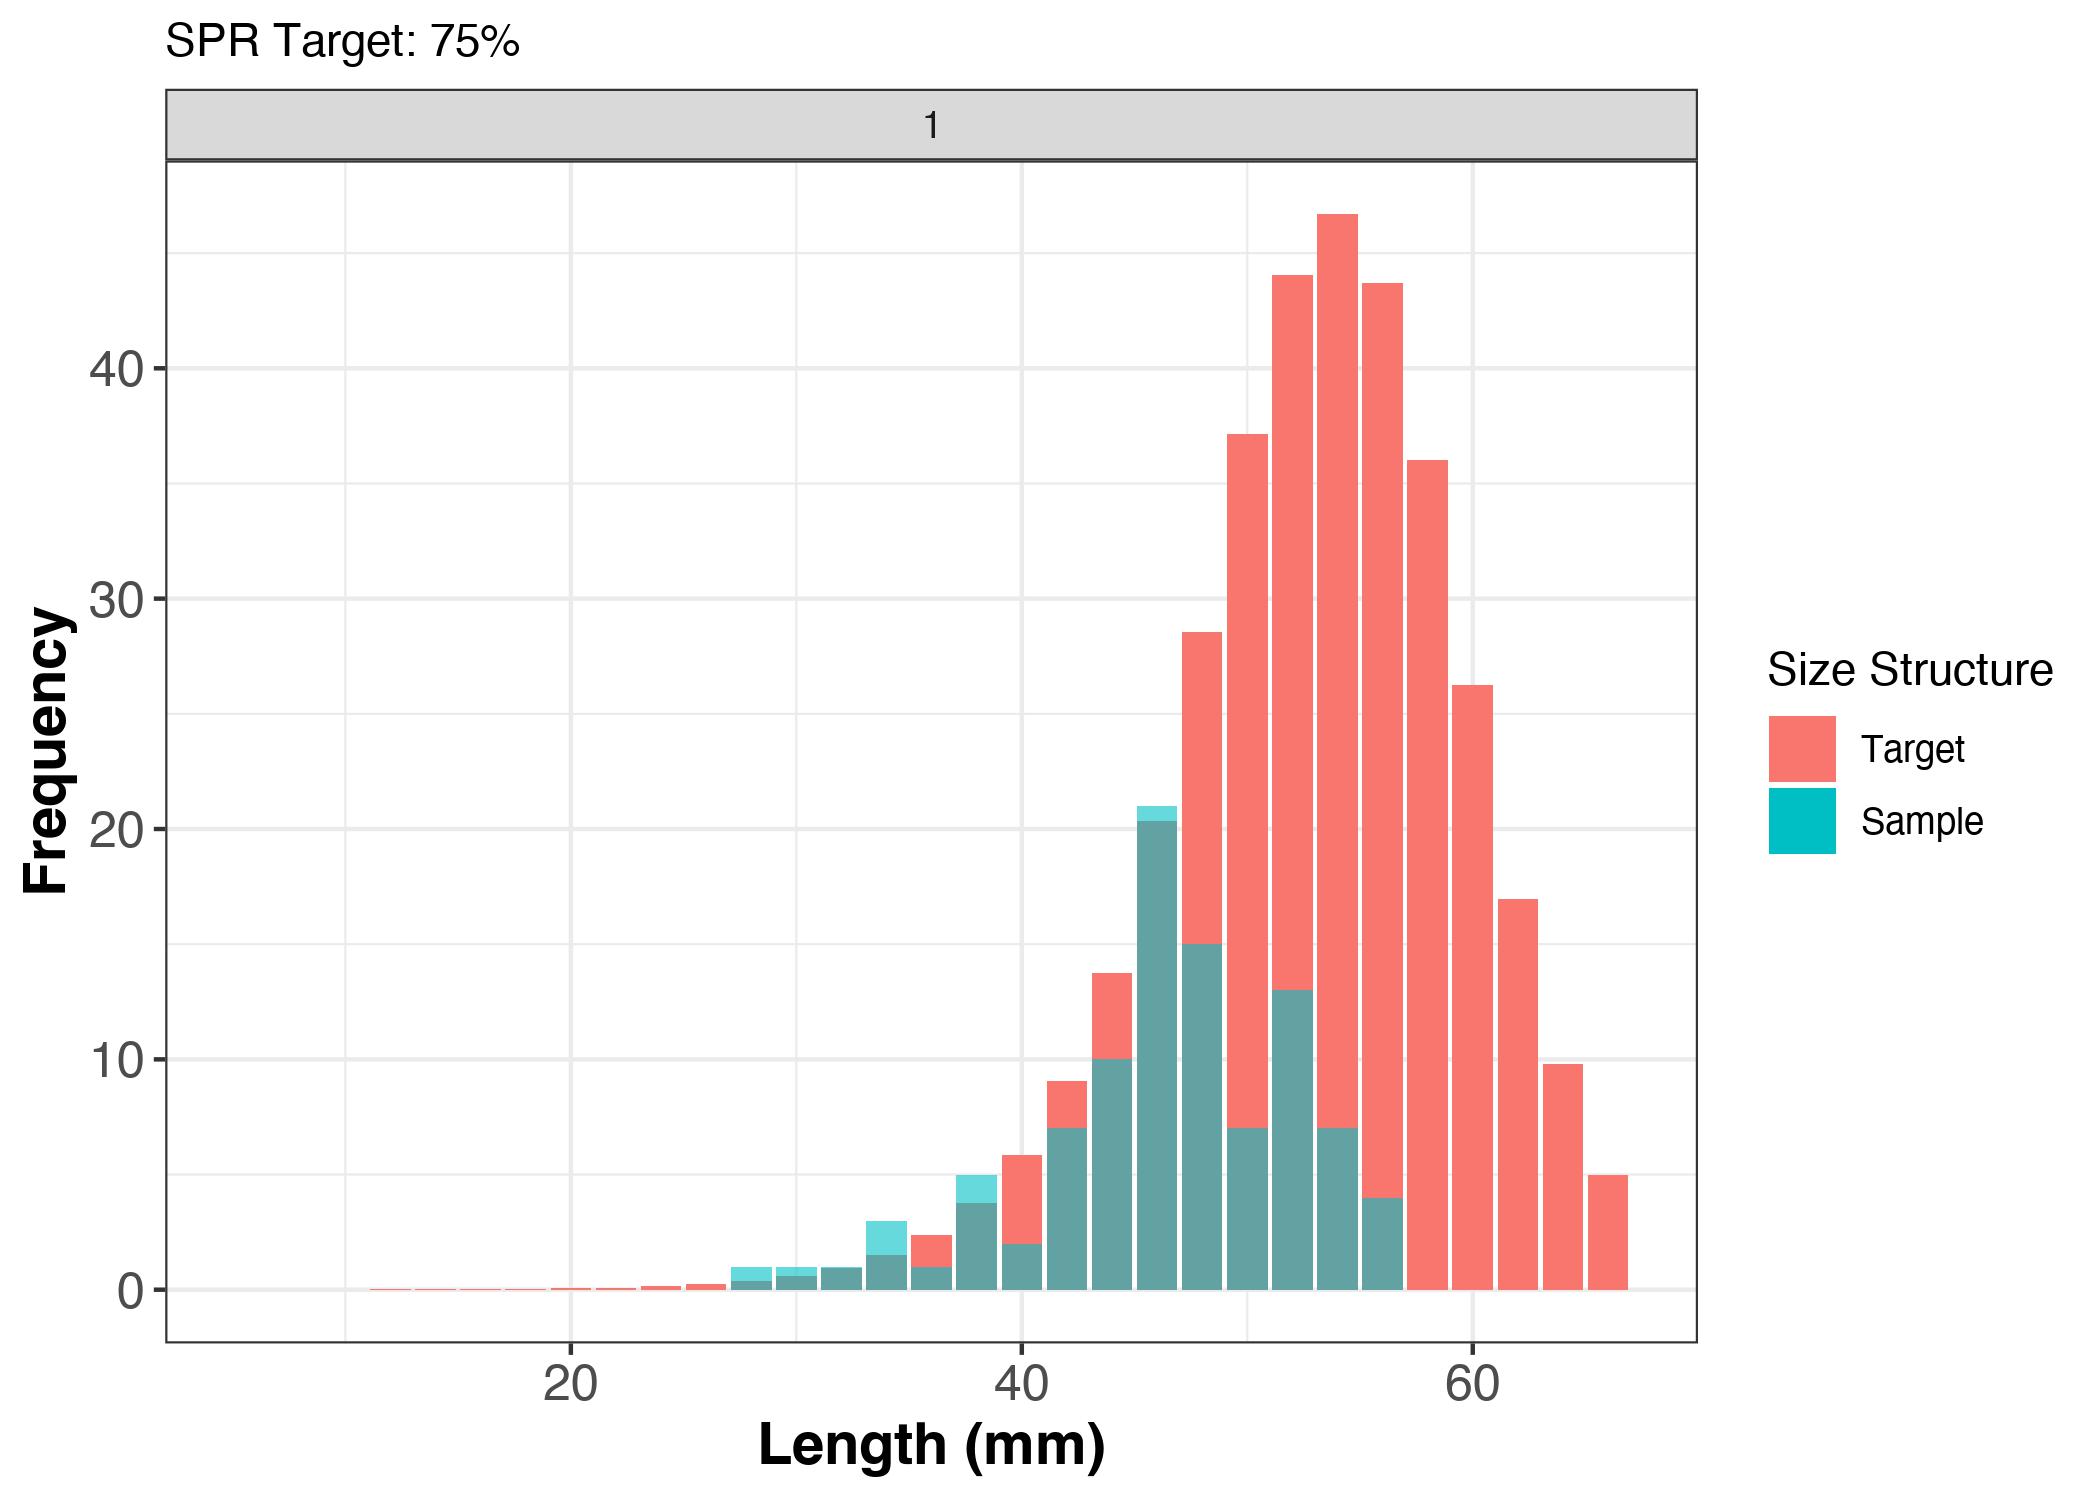 SPR Target: 75%
1
Frequency
40
30
20
10
0
20 40 60
Length (mm)
Size Structure
Target
Sample